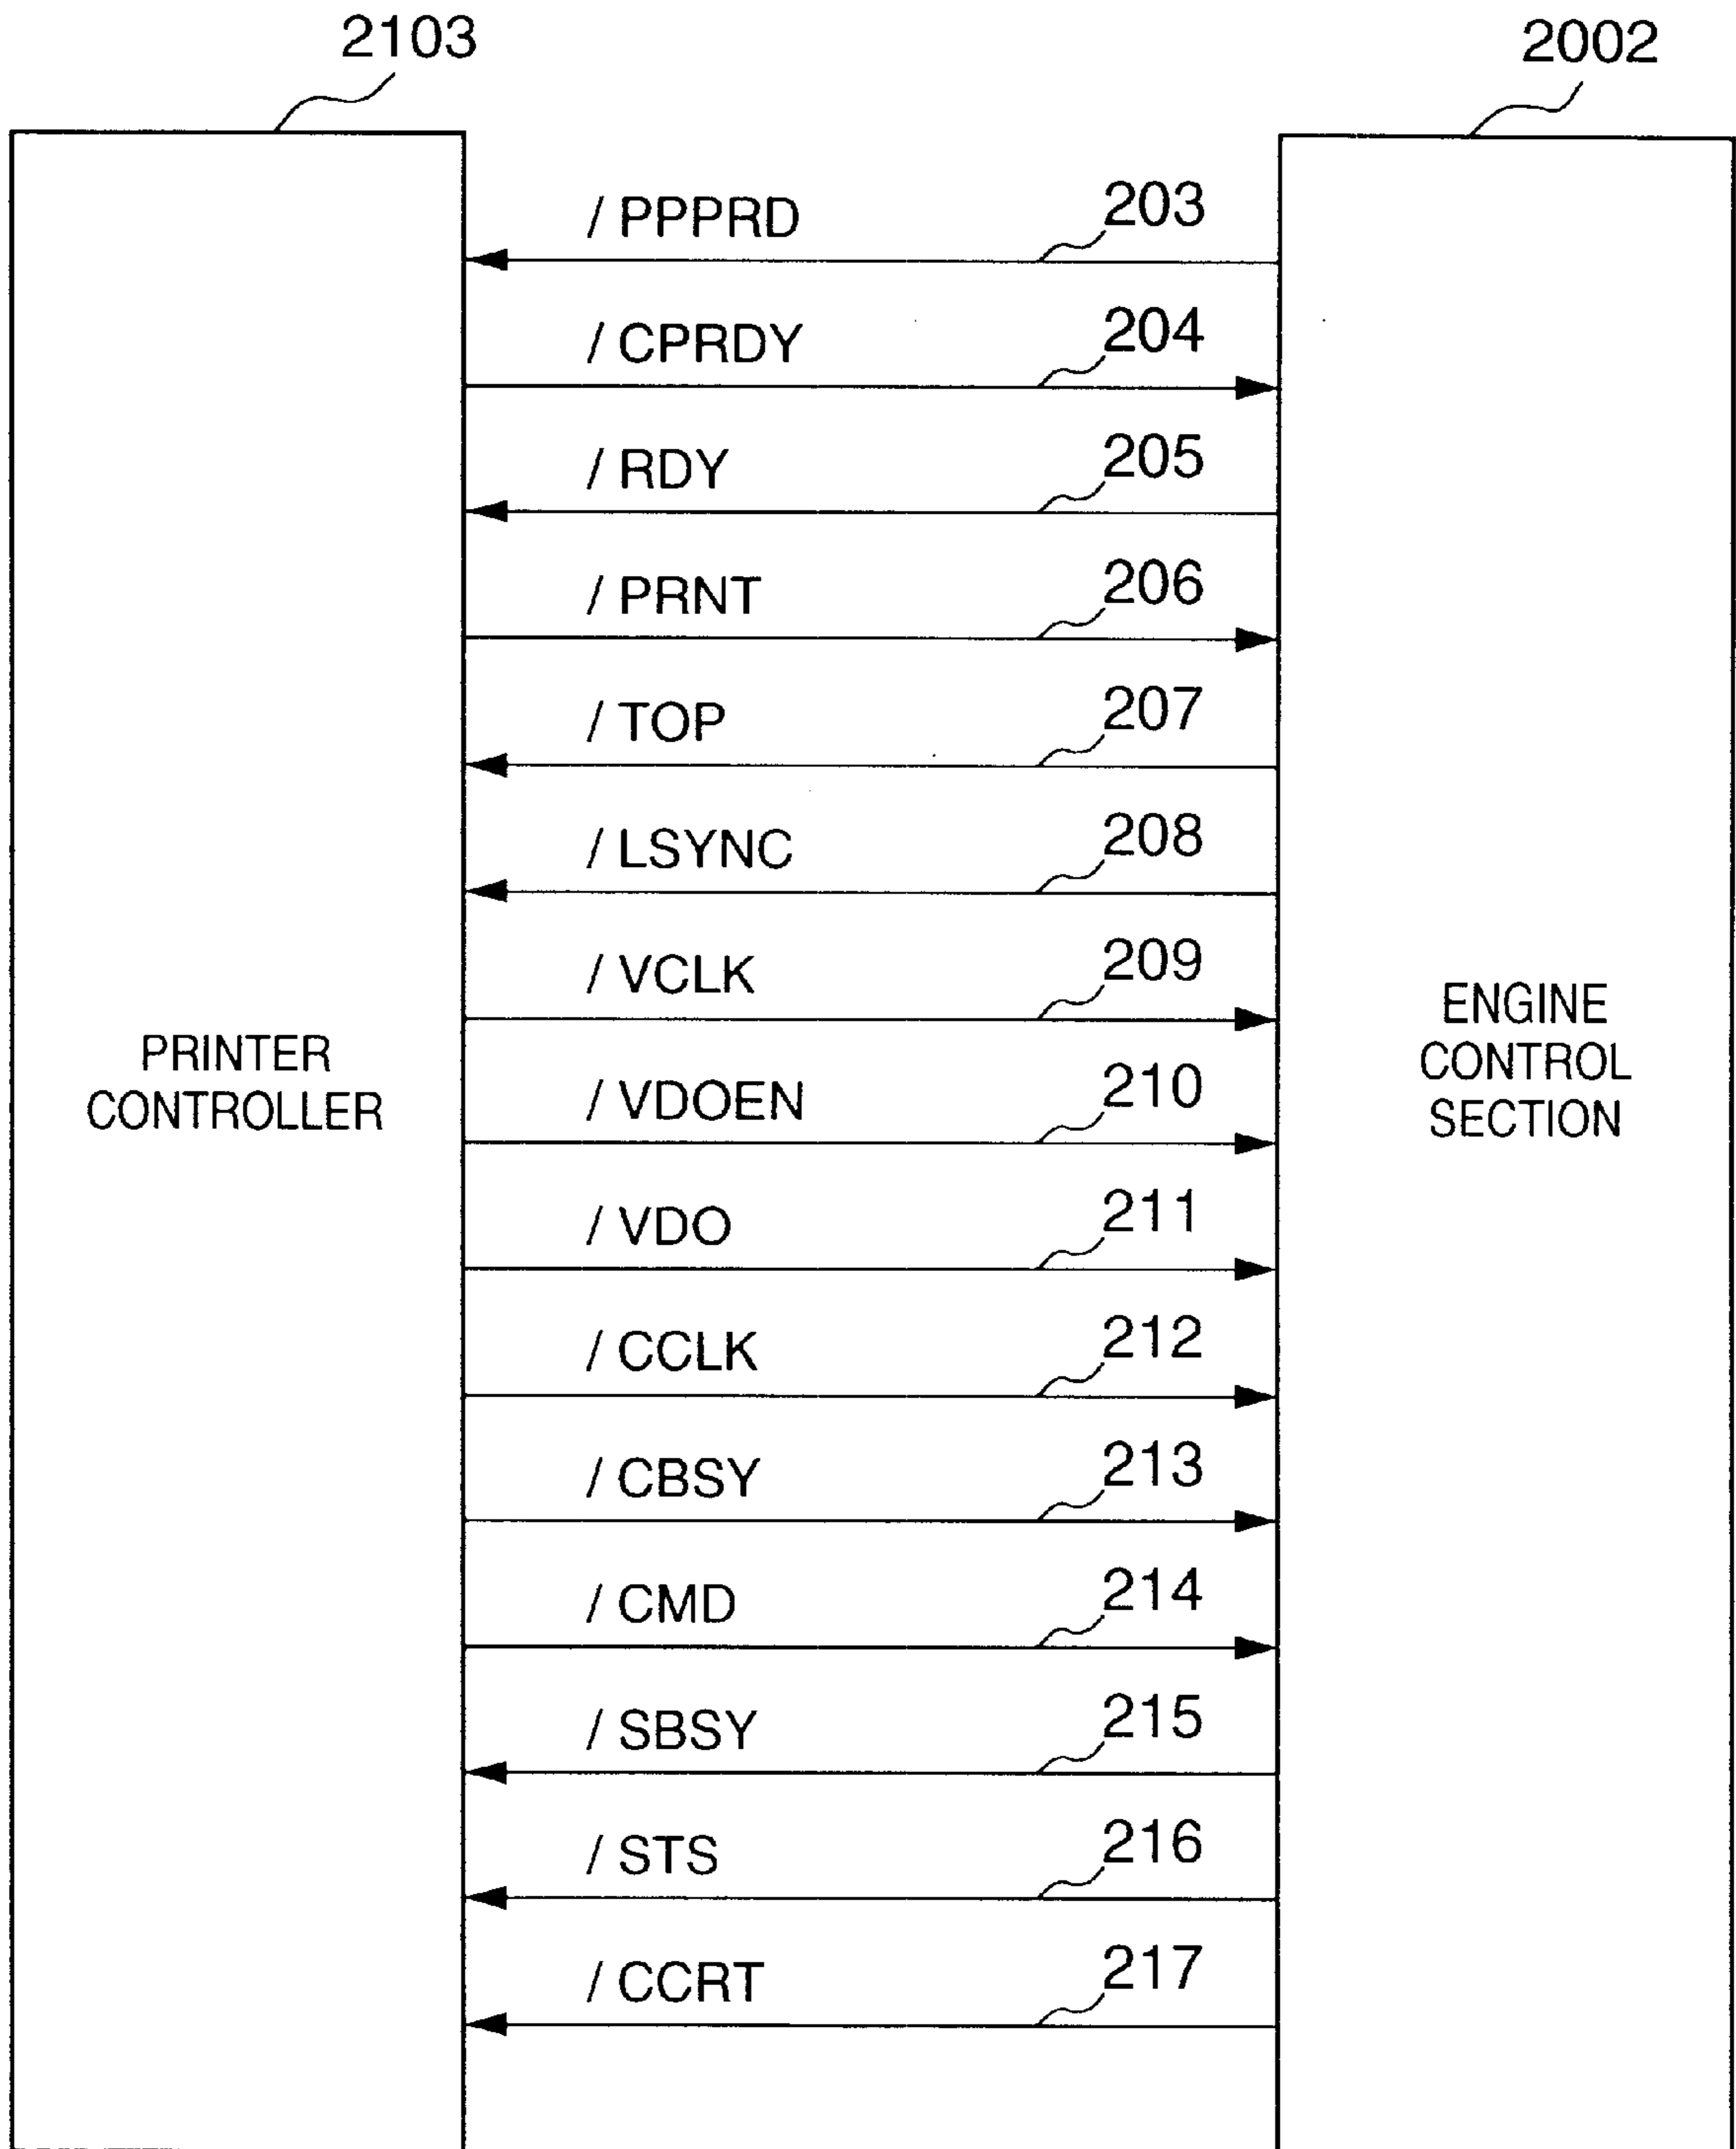 2103
2002
/ PPPRD 203
/ CPRDY 204
/ RDY 205
/ PRNT 206
/ TOP 207
/ LSYNC 208
/ VCLK 209
/ VDOEN 210
/ VDO 211
/ CCLK 212
/ CBSY 213
/ CMD 214
/ SBSY 215
/ STS 216
/ CCRT 217
PRINTER
CONTROLLER
ENGINE
CONTROL
SECTION